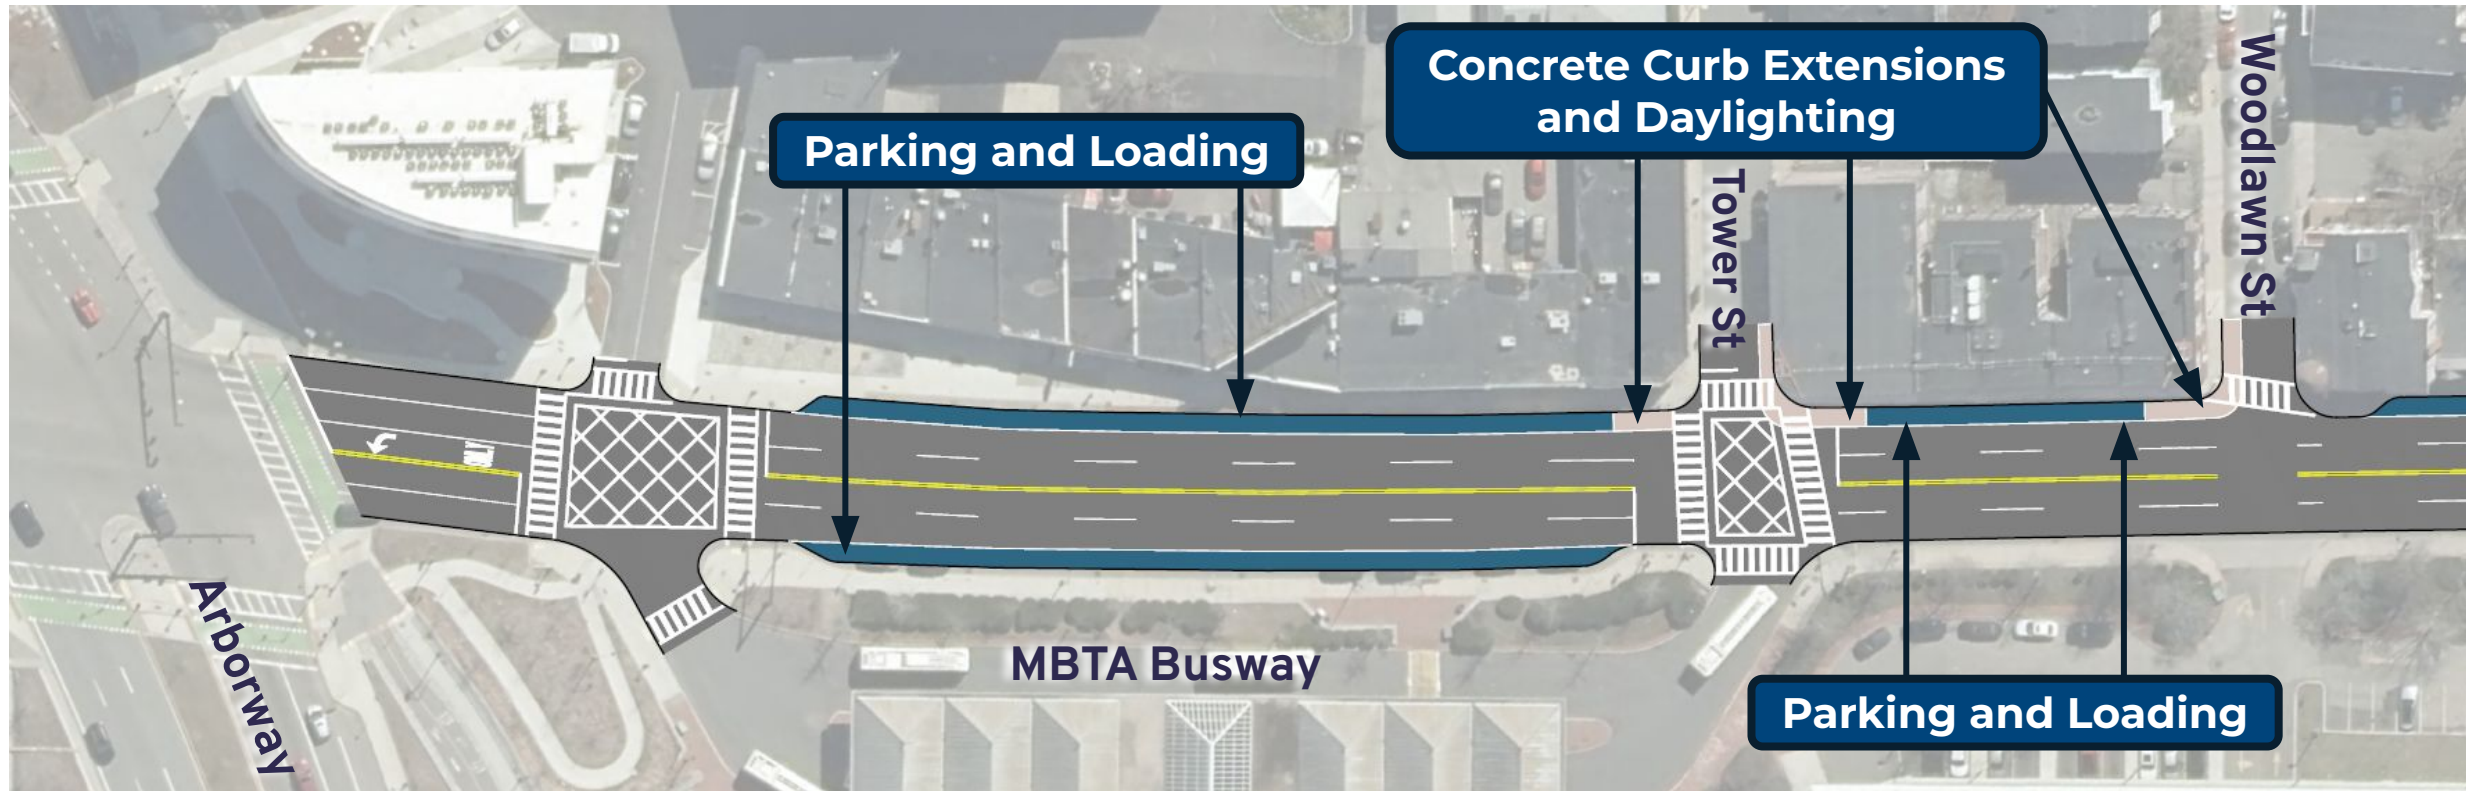 Concrete Curb Extensions
and Daylighting
Parking and Loading
Woodlawn St
Tower St
Arborway
MBTA Busway
Parking and Loading